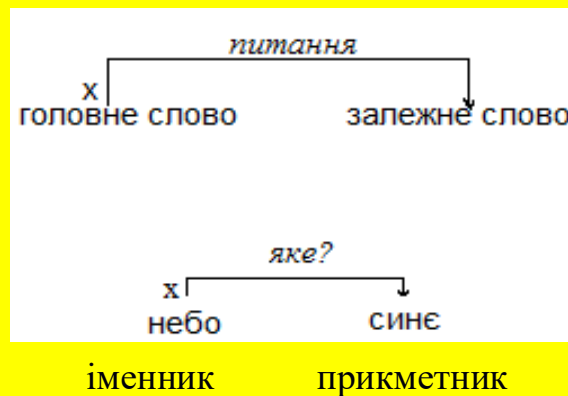 питання
х
головне слово залежне слово
яке?
х
небо синє
іменник прикметник